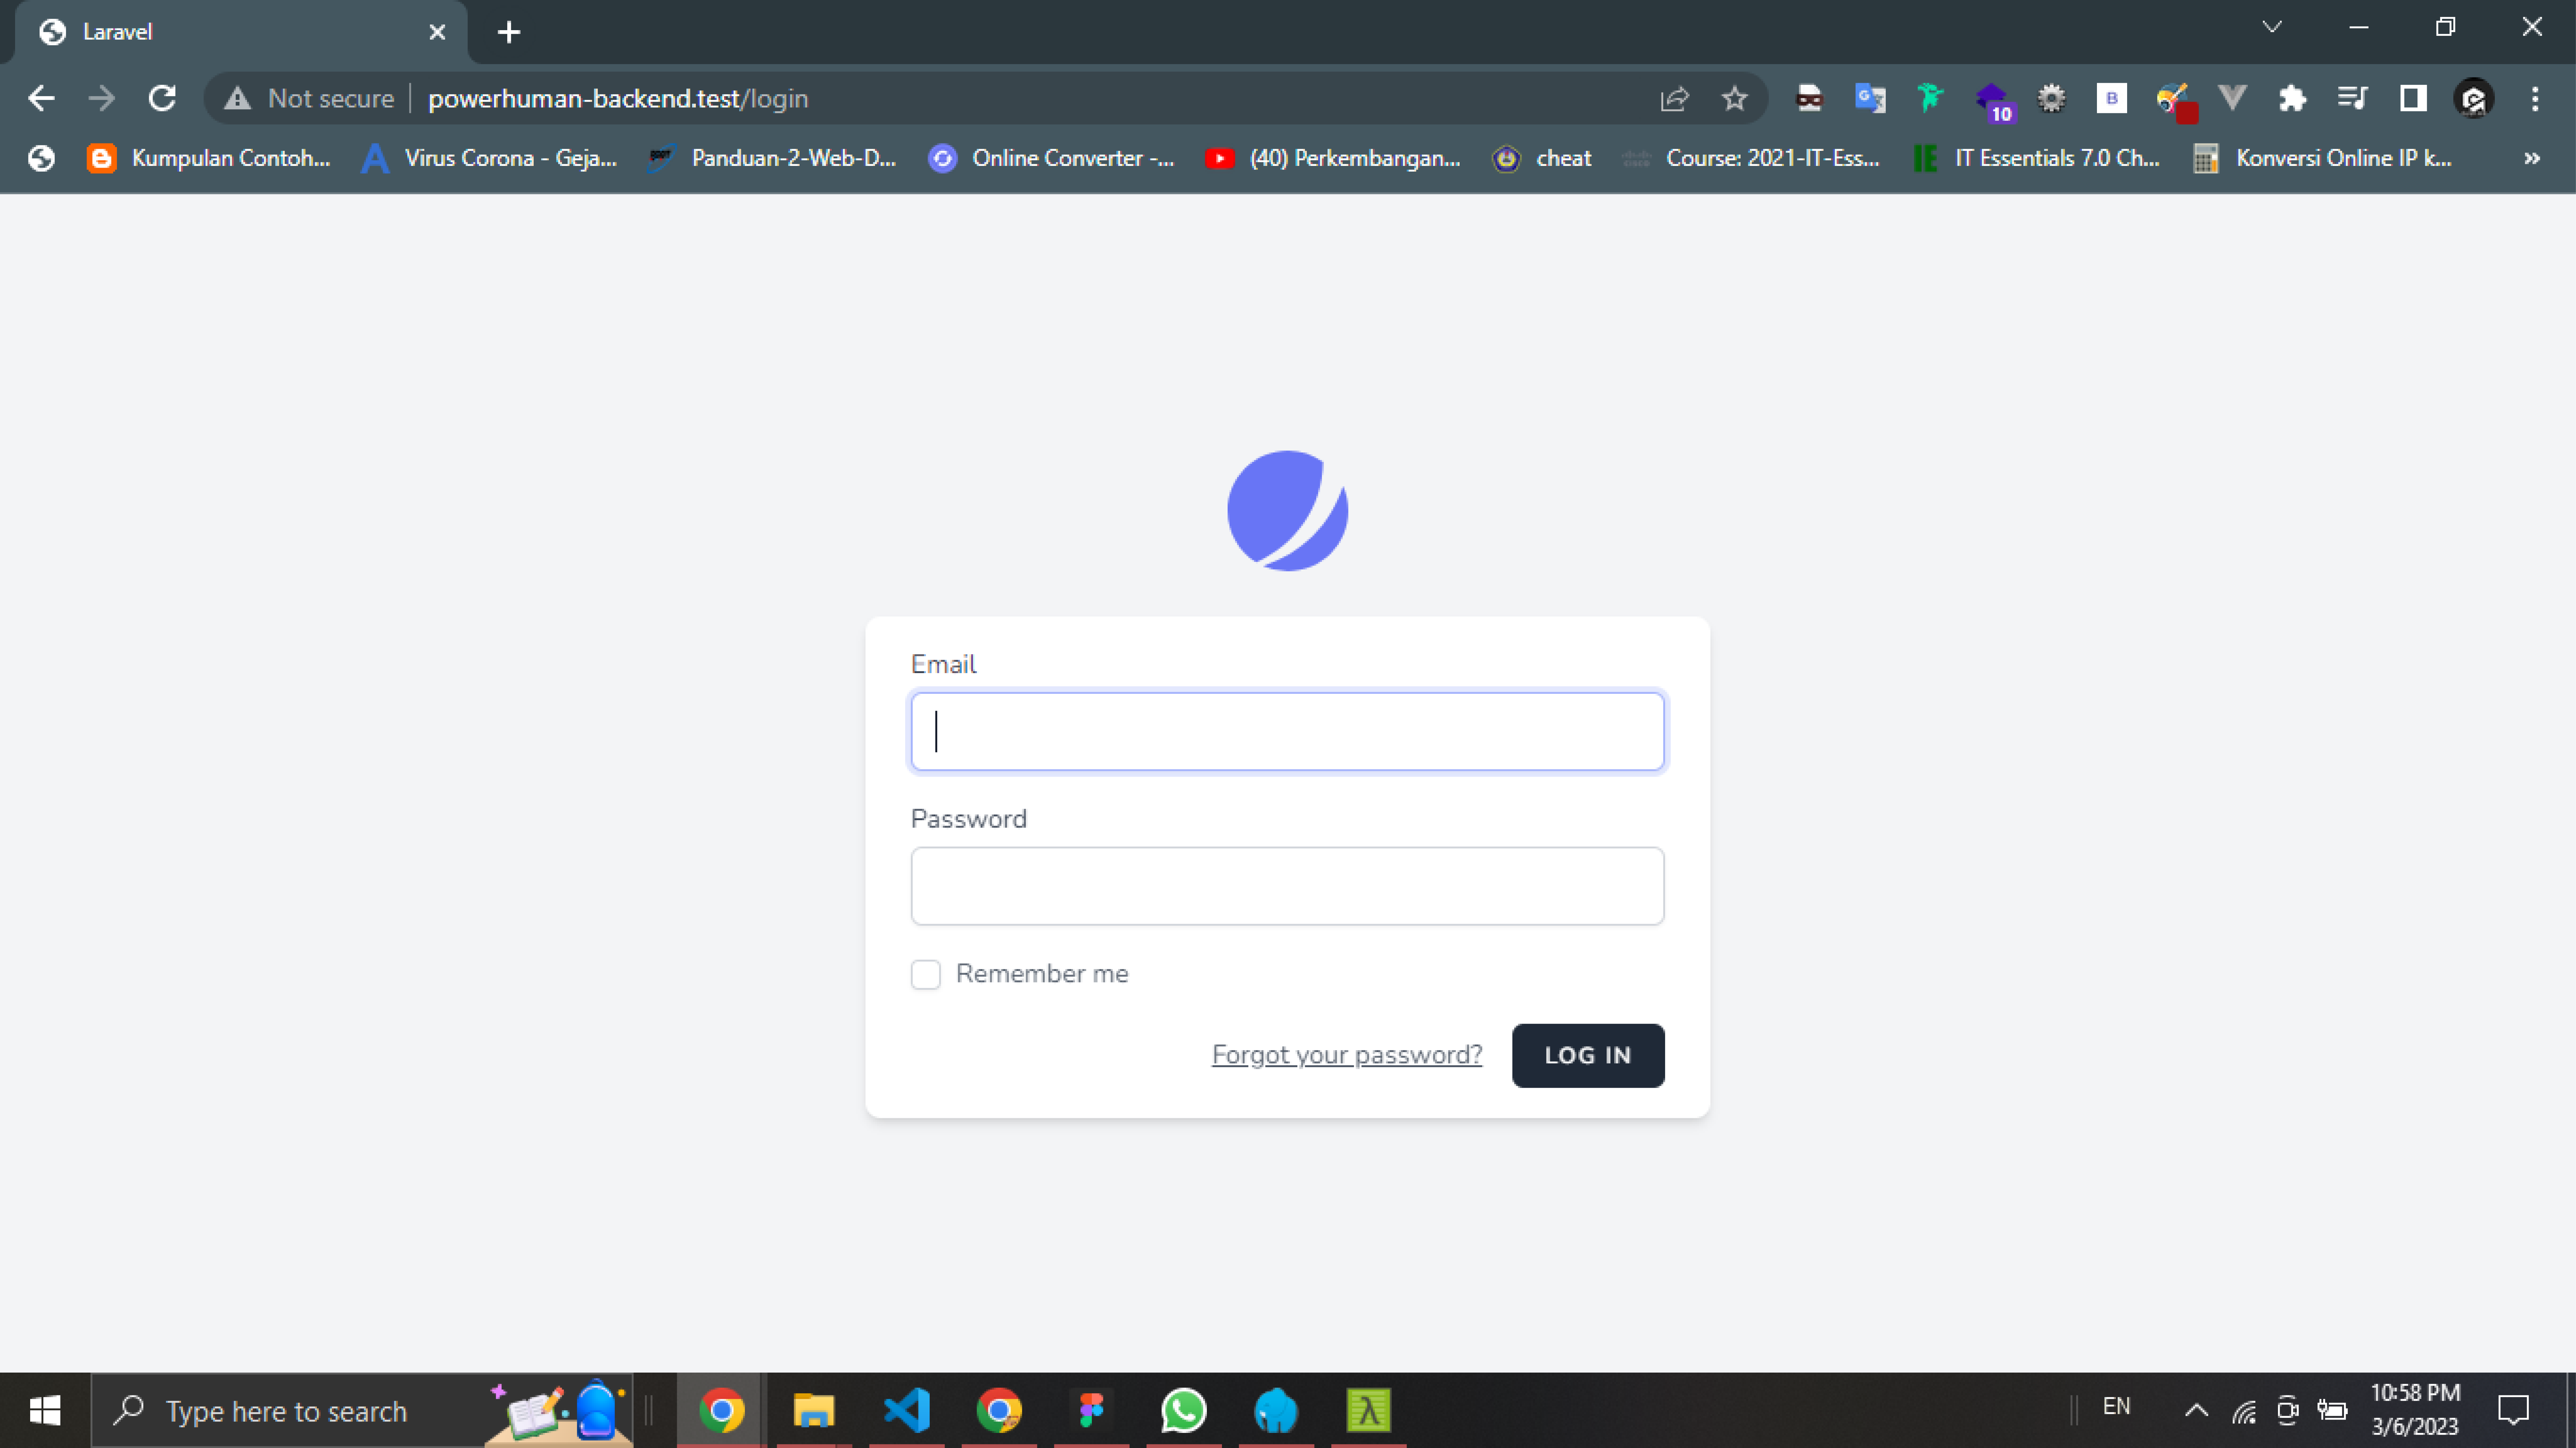 Laravel
Not secure powerhuman-backend.test/login
10
B
Kumpulan Contoh... Virus Corona - Geja... Panduan-2-Web-D... Online Converter -... (40) Perkembangan... cheat Course: 2021-IT-Ess... IT Essentials 7.0 Ch... Konversi Online IP k... »
Email
Password
Remember me
Forgot your password? LOG IN
Type here to search
EN
10:58 PM
3/6/2023